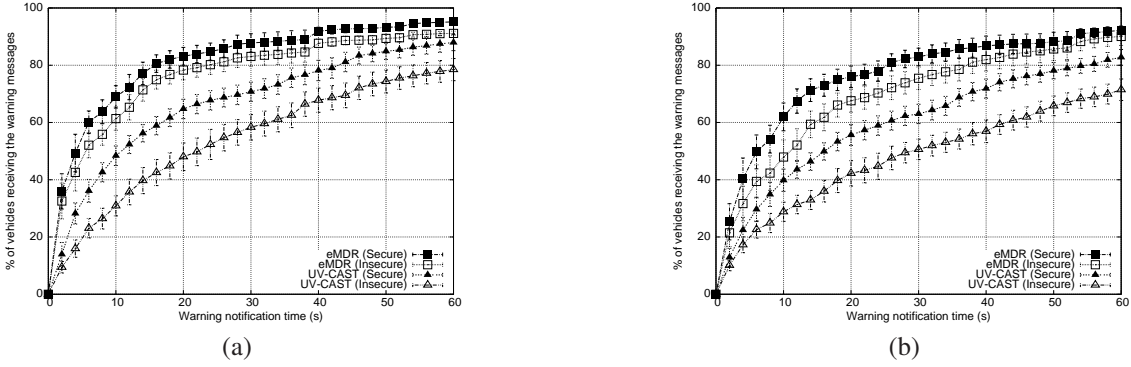 100
80
60
40
20
0
0
10
20
30
40
50
60
% of vehicles receiving the warning messages
Warning notification time (s)
eMDR (Secure)
eMDR (Insecure)
UV-CAST (Secure)
UV-CAST (Insecure)
(a)
100
80
60
40
20
0
0
10
20
30
40
50
60
% of vehicles receiving the warning messages
Warning notification time (s)
eMDR (Secure)
eMDR (Insecure)
UV-CAST (Secure)
UV-CAST (Insecure)
(b)